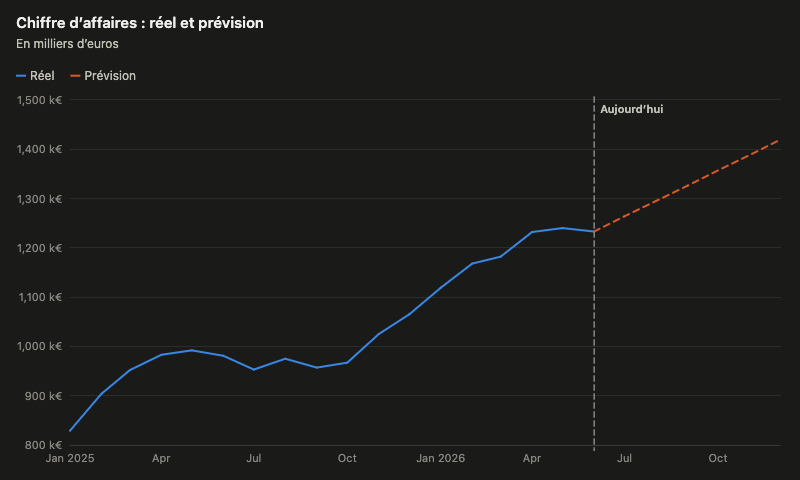 Chiffre d’affaires : réel et prévision
En milliers d’euros
Réel
Prévision
1,500 k€
Aujourd’hui
1,400 k€
1,300 k€
1,200 k€
1,100 k€
1,000 k€
900 k€
800 k€
Jan 2025 Apr Jul Oct Jan 2026 Apr Jul Oct